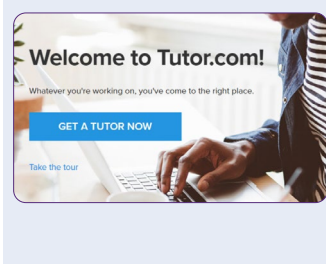 Welcome to Tutor.com!
Whatever you're working on, you've come to the right place.
GET A TUTOR NOW
Take the tour